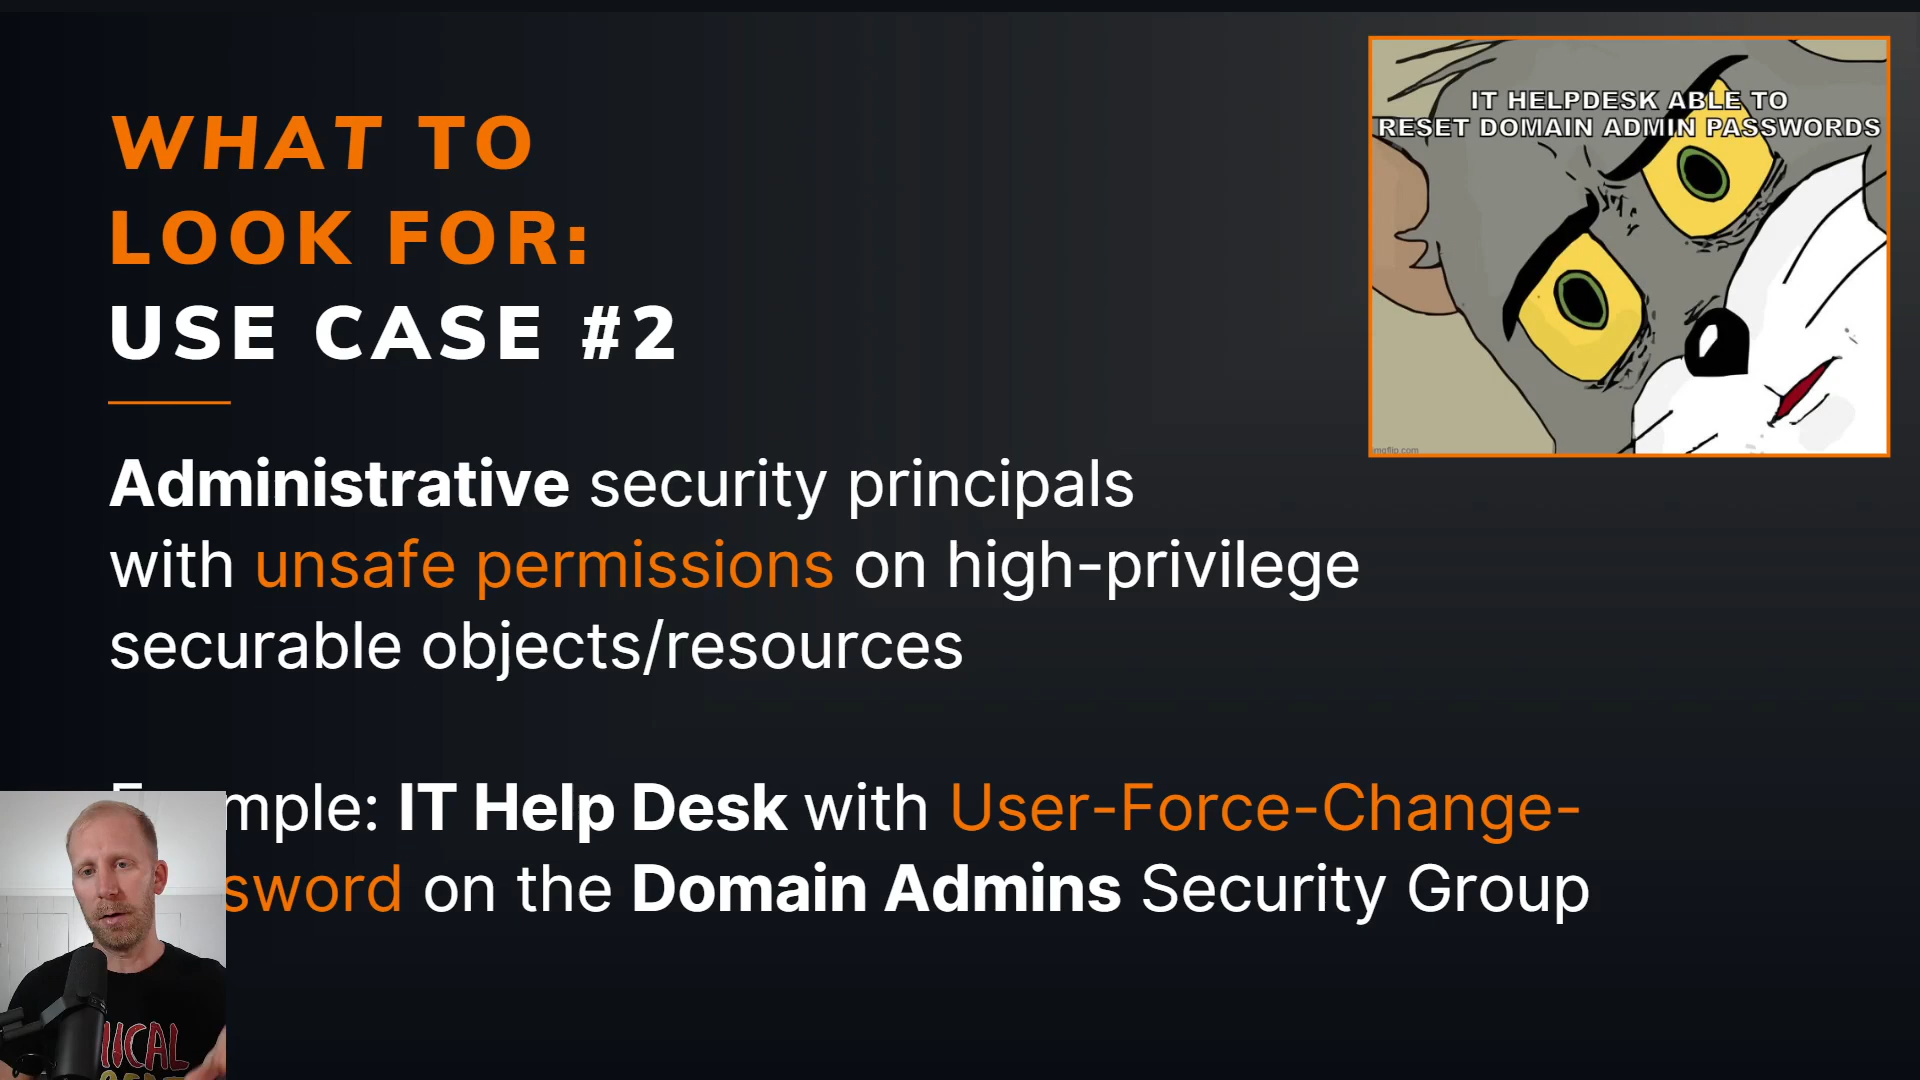 WHAT TO
LOOK FOR:
USE CASE #2
IT HELPDESK ABLE TO
RESET DOMAIN ADMIN PASSWORDS
imgflip.com
Administrative security principals
with unsafe permissions on high-privilege
securable objects/resources
mple: IT Help Desk with User-Force-Change-
sword on the Domain Admins Security Group